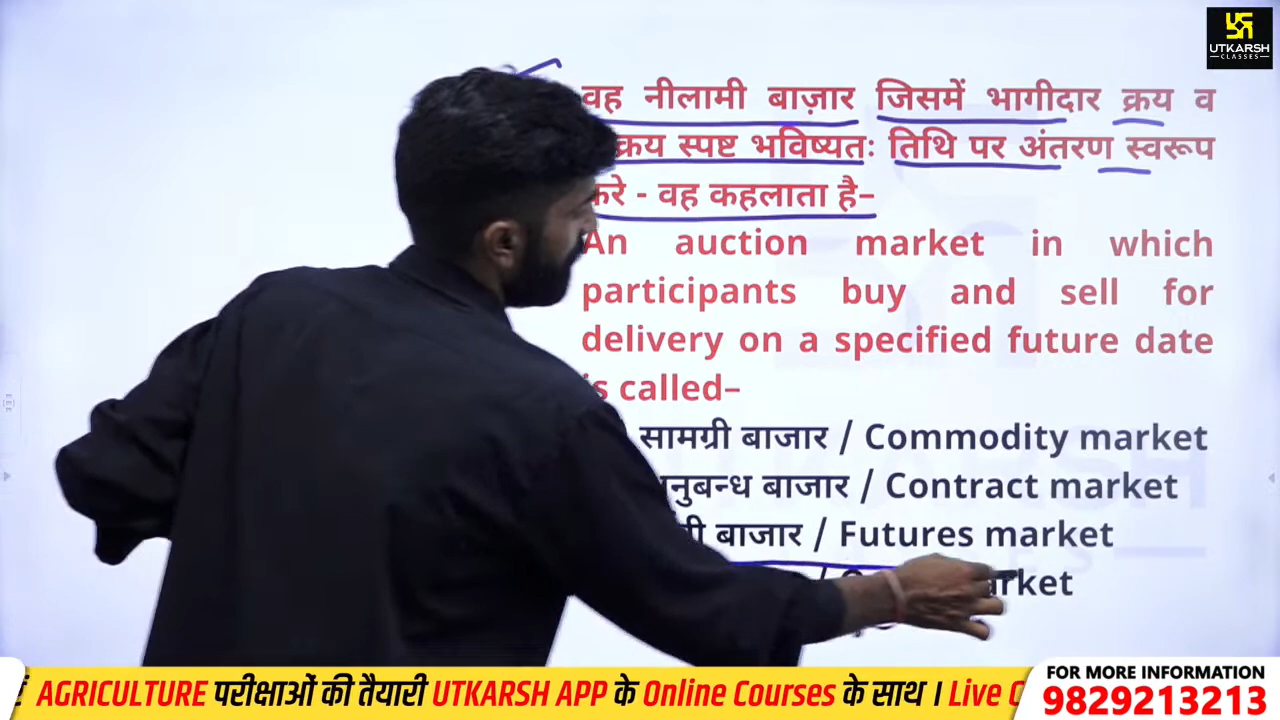 UTKARSH
CLASSES
वह नीलामी बाज़ार जिसमें भागीदार क्रय व
क्रय स्पष्ट भविष्यतः तिथि पर अंतरण स्वरूप
करे - वह कहलाता है–
An auction market in which
participants buy and sell for
delivery on a specified future date
is called–
सामग्री बाजार / Commodity market
बाजार / Contract market
बाजार / Futures market
/
AGRICULTURE परीक्षाओं की तैयारी UTKARSH APP के Online Courses के साथ । Live
FOR MORE INFORMATION
9829213213